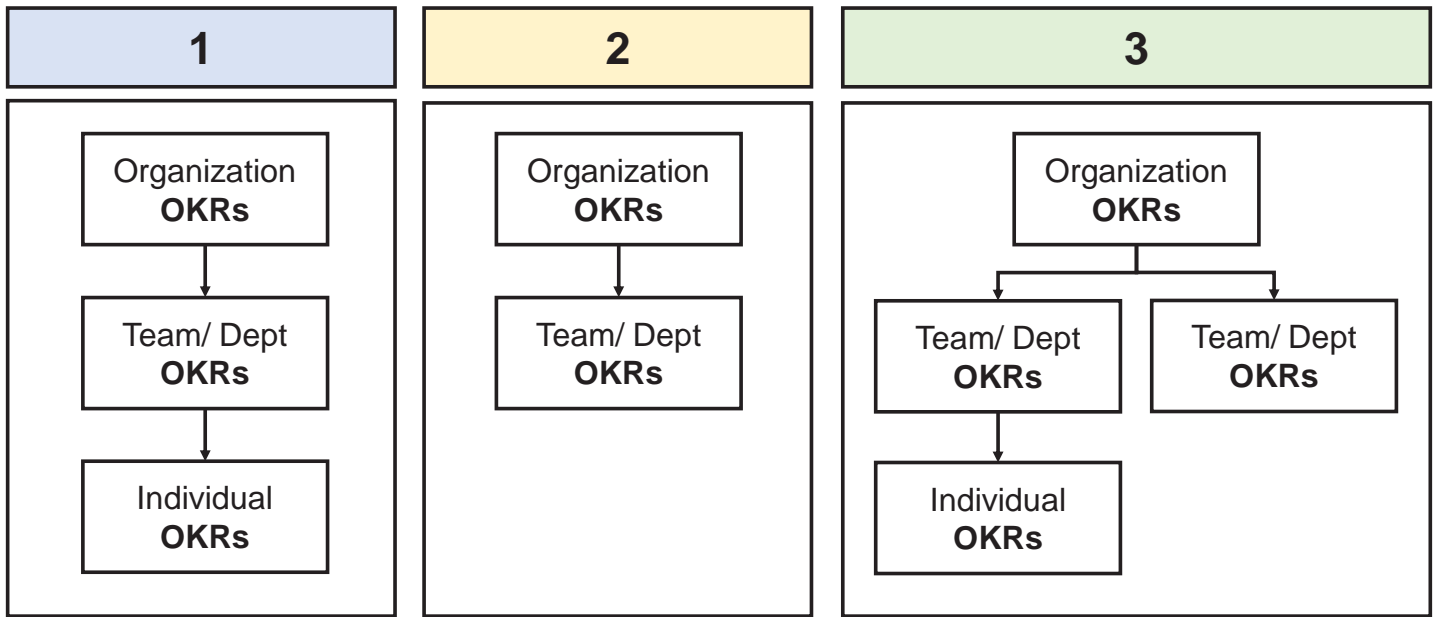 1
Organization
OKRs
Team/ Dept
OKRs
Individual
OKRs
2
Organization
OKRs
Team/ Dept
OKRs
3
Organization
OKRs
Team/ Dept
OKRs
Team/ Dept
OKRs
Individual
OKRs